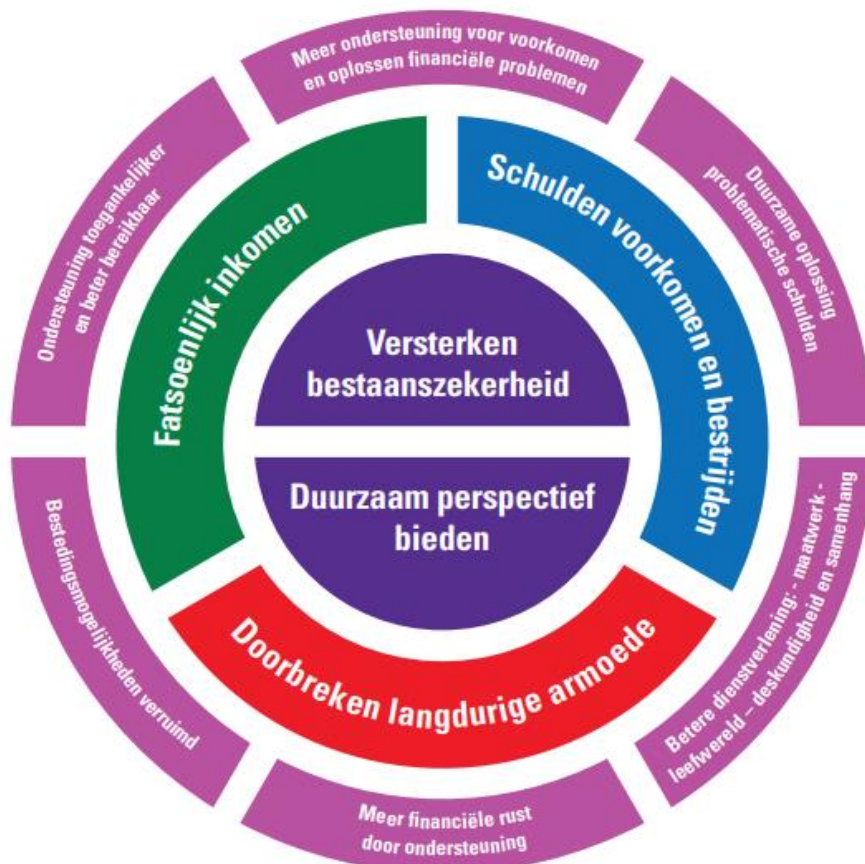 Meer ondersteuning voor voorkomen
en oplossen financiële problemen
Duurzame oplossing
problematische schulden
Betere dienstverlening: - maatwerk -
leefwereld – deskundigheid en samenhang
Meer financiële rust
door ondersteuning
Bestedingsmogelijkheden verruimd
Ondersteuning toegankelijker
en beter bereikbaar
Fatsoenlijk inkomen
Schulden voorkomen en bestrijden
Doorbreken langdurige armoede
Versterken
bestaanszekerheid
Duurzaam perspectief
bieden